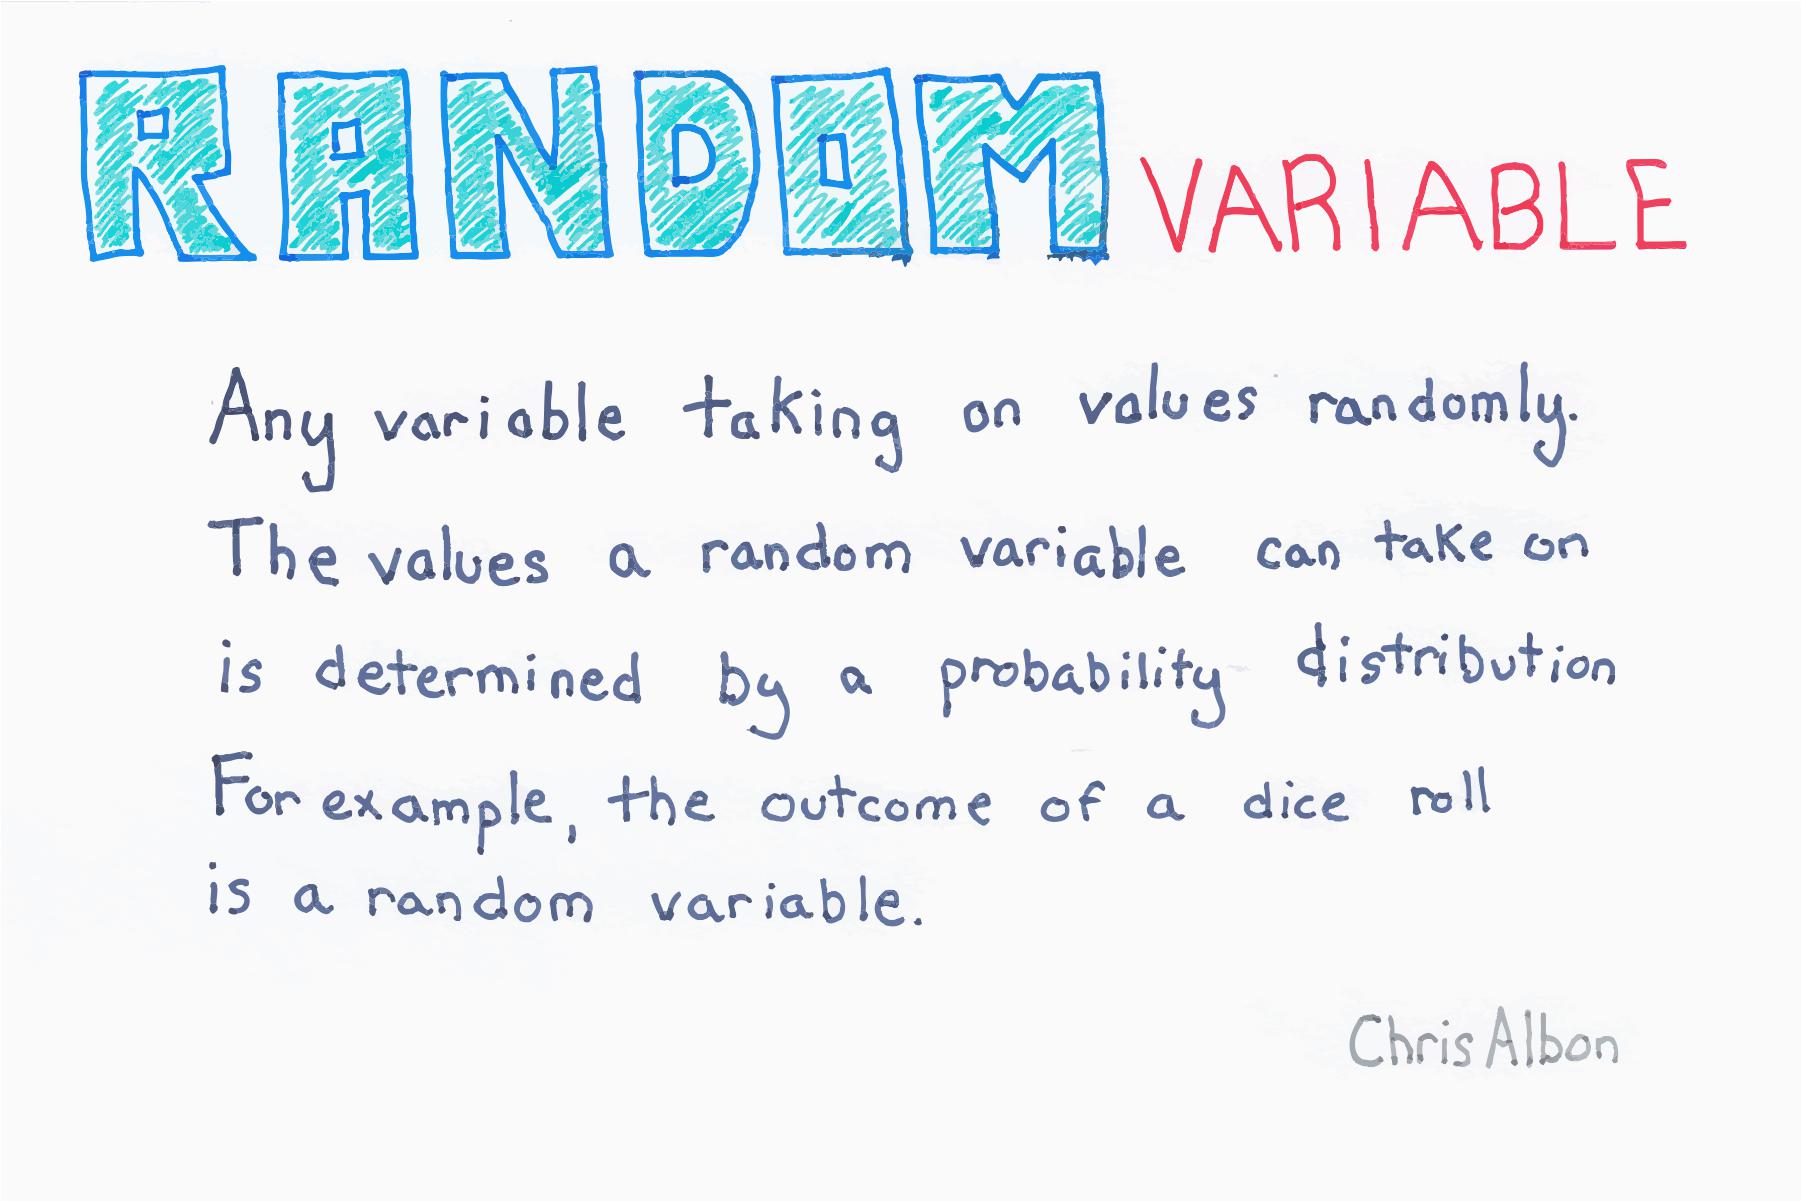 RANDOM VARIABLE
Any variable taking on values randomly.
The values a random variable can take on
is determined by a probability distribution
For example, the outcome of a dice roll
is a random variable.
Chris Albon